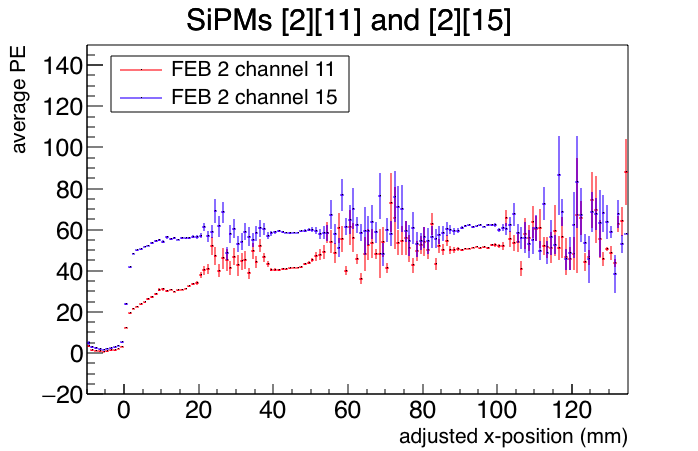 SiPMs [2][11] and [2][15]
average PE
140
120
100
80
60
40
20
0
−20
FEB 2 channel 11
FEB 2 channel 15
0 20 40 60 80 100 120
adjusted x-position (mm)